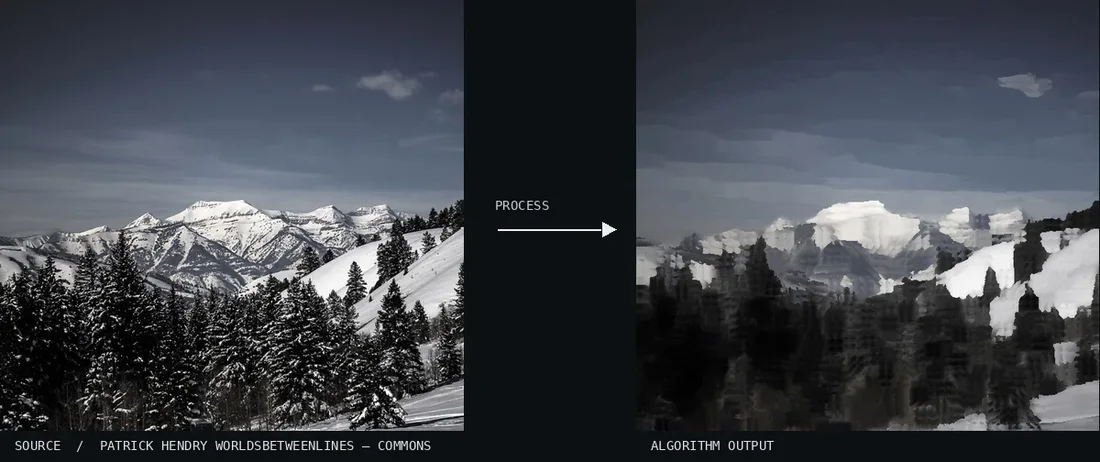 PROCESS
SOURCE / PATRICK HENDRY WORLDSBETWEENLINES — COMMONS
ALGORITHM OUTPUT